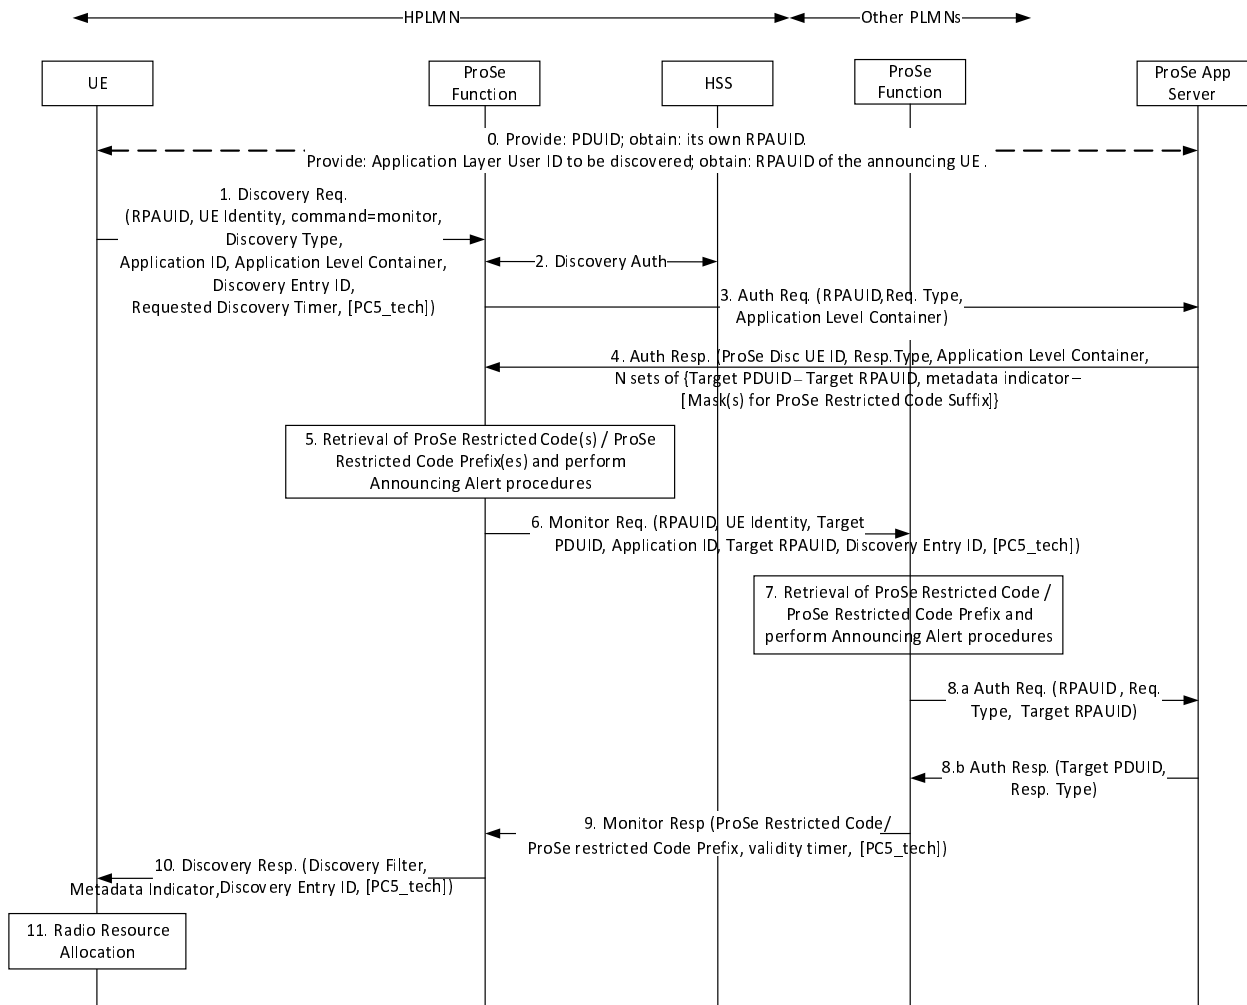 HPLMN
Other PLMNs
UE
ProSe
Function
HSS
ProSe
Function
ProSe App
Server
0. Provide: PDUID; obtain: its own RPAUID.
Provide: Application Layer User ID to be discovered; obtain: RPAUID of the announcing UE .
1. Discovery Req.
(RPAUID, UE Identity, command=monitor,
Discovery Type,
Application ID, Application Level Container,
Discovery Entry ID,
Requested Discovery Timer, [PC5_tech])
2. Discovery Auth
3. Auth Req. (RPAUID,Req. Type,
Application Level Container)
4. Auth Resp. (ProSe Disc UE ID, Resp.Type, Application Level Container,
N sets of {Target PDUID – Target RPAUID, metadata indicator –
[Mask(s) for ProSe Restricted Code Suffix]}
5. Retrieval of ProSe Restricted Code(s) / ProSe
Restricted Code Prefix(es) and perform
Announcing Alert procedures
6. Monitor Req. (RPAUID, UE Identity, Target
PDUID, Application ID, Target RPAUID, Discovery Entry ID, [PC5_tech])
7. Retrieval of ProSe Restricted Code /
ProSe Restricted Code Prefix and
perform Announcing Alert procedures
8.a Auth Req. (RPAUID , Req.
Type, Target RPAUID)
8.b Auth Resp. (Target PDUID,
Resp. Type)
9. Monitor Resp (ProSe Restricted Code/
ProSe restricted Code Prefix, validity timer, [PC5_tech])
10. Discovery Resp. (Discovery Filter,
Metadata Indicator,Discovery Entry ID, [PC5_tech])
11. Radio Resource
Allocation